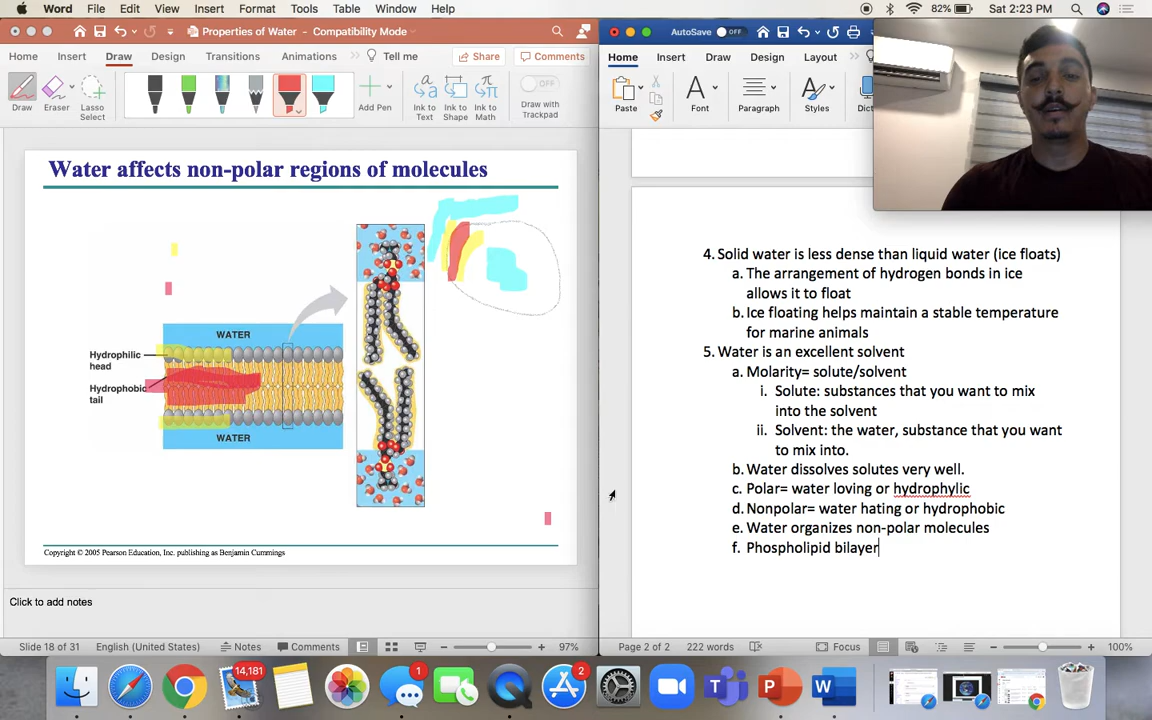 Word File Edit View Insert Format Tools Table Window Help 82% Sat 2:23 PM
Properties of Water - Compatibility Mode
Home Insert Draw Design Transitions Animations Tell me Share Comments
Draw
Eraser
Lasso
Select
Add Pen
Ink to
Text
Ink to
Shape
Ink to
Math
OFF
Draw with
Trackpad
Water affects non-polar regions of molecules
WATER
Hydrophilic
head
Hydrophobic
tail
WATER
Copyright © 2005 Pearson Education, Inc. publishing as Benjamin Cummings
Click to add notes
Slide 18 of 31 English (United States) Notes Comments 97%
AutoSave OFF
Home Insert Draw Design Layout
Paste
Font
Paragraph
Styles
Dict
4. Solid water is less dense than liquid water (ice floats)
a. The arrangement of hydrogen bonds in ice
allows it to float
b. Ice floating helps maintain a stable temperature
for marine animals
5. Water is an excellent solvent
a. Molarity= solute/solvent
i. Solute: substances that you want to mix
into the solvent
ii. Solvent: the water, substance that you want
to mix into.
b. Water dissolves solutes very well.
c. Polar= water loving or hydrophylic
d. Nonpolar= water hating or hydrophobic
e. Water organizes non-polar molecules
f. Phospholipid bilayer
Page 2 of 2 222 words Focus 100%
14,181
1
2